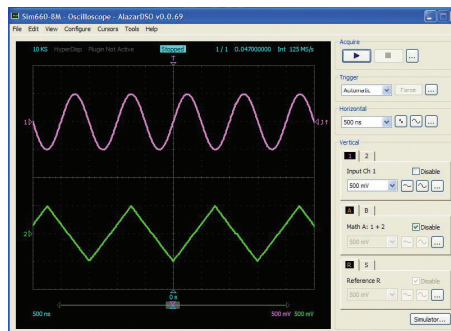 Sim660-8M - Oscilloscope - AlazarDSO v0.0.69
File Edit View Configure Cursors Tools Help
10 KS HyperDisp Plugin Not Active Stopped 1 / 1 0.047000000 Int 125 MS/s
T
1
1
2
0 s
500 ns
500 mV 500 mV
Acquire
...
Trigger
Automatic Force ...
Horizontal
500 ns ...
Vertical
1 2
Input Ch 1 Disable
500 mV ...
A B
Math A: 1 + 2 Disable
500 mV ...
R S
Reference R Disable
500 mV ...
Simulator...